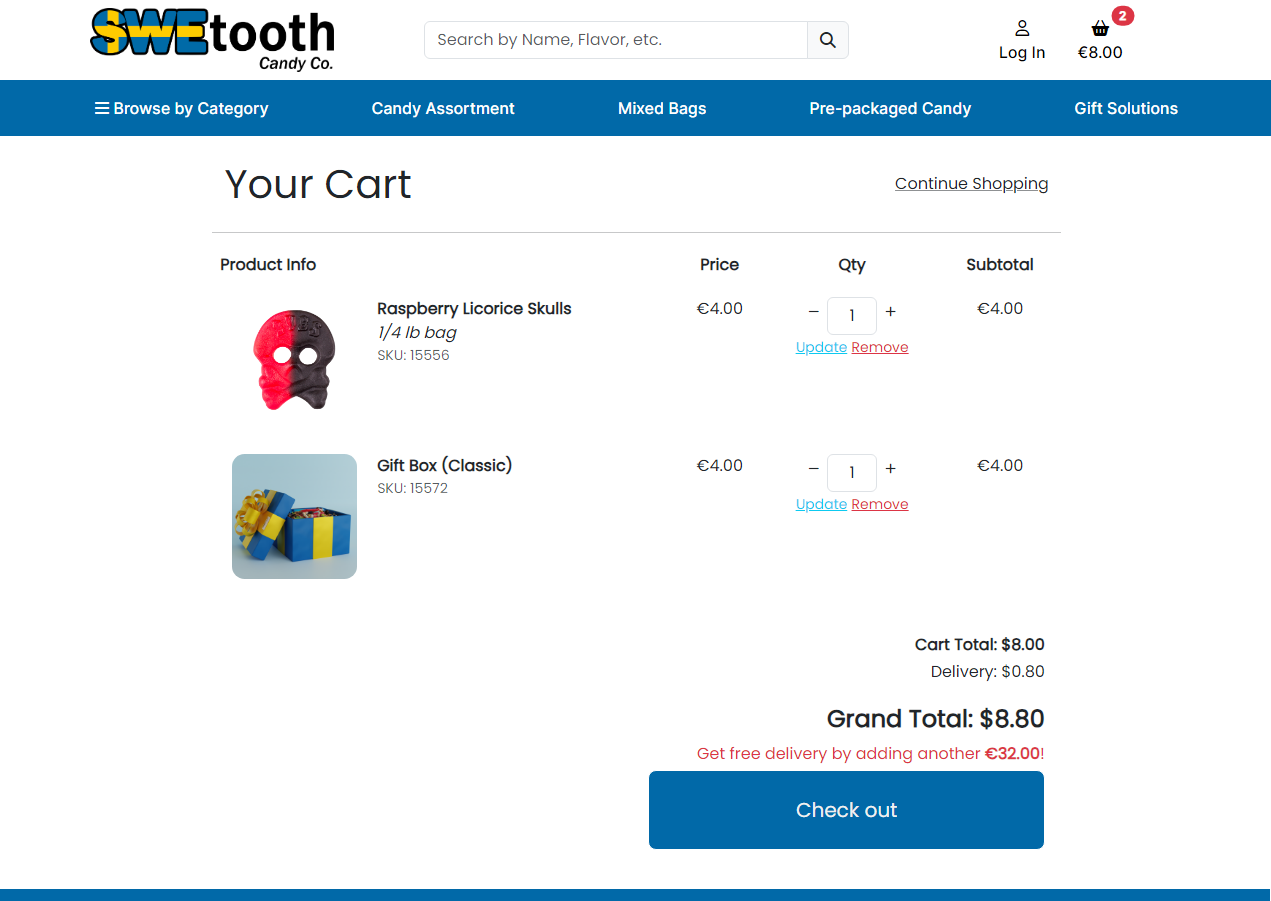 SWEtooth
Candy Co.
Search by Name, Flavor, etc.
Log In
2
€8.00
Browse by Category
Candy Assortment
Mixed Bags
Pre-packaged Candy
Gift Solutions
Your Cart
Continue Shopping
Product Info
Price
Qty
Subtotal
Raspberry Licorice Skulls
1/4 lb bag
SKU: 15556
€4.00
− 1 +
Update Remove
€4.00
Gift Box (Classic)
SKU: 15572
€4.00
− 1 +
Update Remove
€4.00
Cart Total: $8.00
Delivery: $0.80
Grand Total: $8.80
Get free delivery by adding another €32.00!
Check out